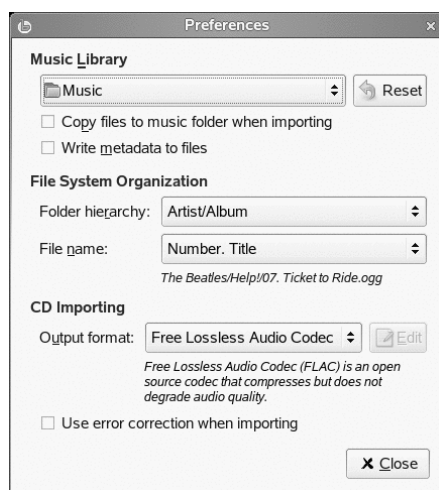 Preferences
Music Library
Music
Reset
Copy files to music folder when importing
Write metadata to files
File System Organization
Folder hierarchy: Artist/Album
File name: Number. Title
The Beatles/Help!/07. Ticket to Ride.ogg
CD Importing
Output format: Free Lossless Audio Codec Edit
Free Lossless Audio Codec (FLAC) is an open
source codec that compresses but does not
degrade audio quality.
Use error correction when importing
Close